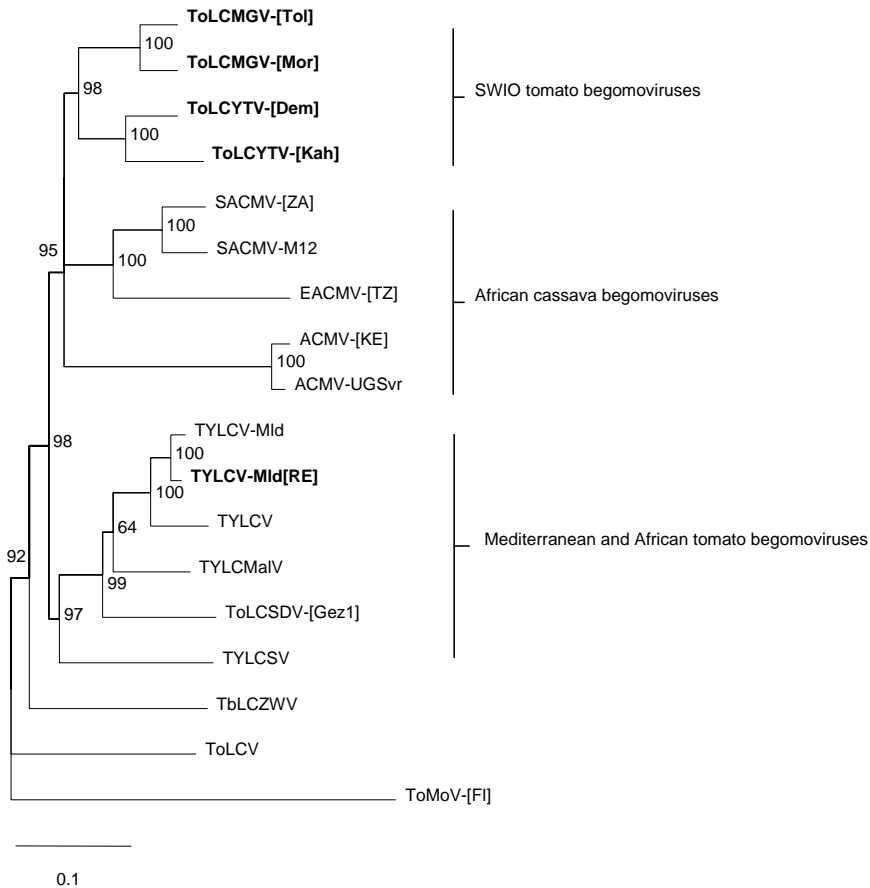 ToLCMGV-[Tol]
100
ToLCMGV-[Mor]
98
SWIO tomato begomoviruses
ToLCYTV-[Dem]
100
ToLCYTV-[Kah]
SACMV-[ZA]
100
95
SACMV-M12
100
EACMV-[TZ]
African cassava begomoviruses
ACMV-[KE]
100
ACMV-UGSvr
TYLCV-Mld
98
100
TYLCV-Mld[RE]
100
TYLCV
64
Mediterranean and African tomato begomoviruses
92
TYLCMalV
99
97
ToLCSDV-[Gez1]
TYLCSV
TbLCZWV
ToLCV
ToMoV-[Fl]
0.1